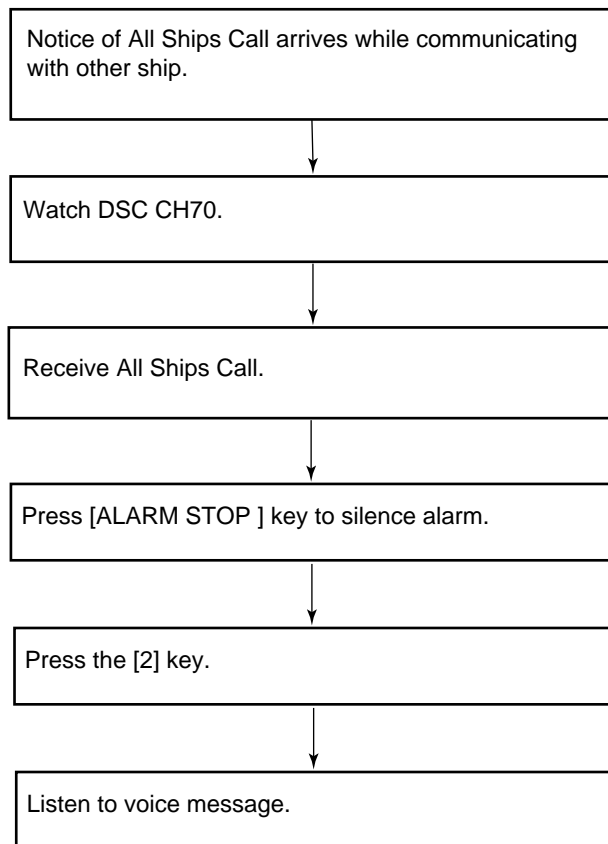 Notice of All Ships Call arrives while communicating
with other ship.
Watch DSC CH70.
Receive All Ships Call.
Press [ALARM STOP ] key to silence alarm.
Press the [2] key.
Listen to voice message.